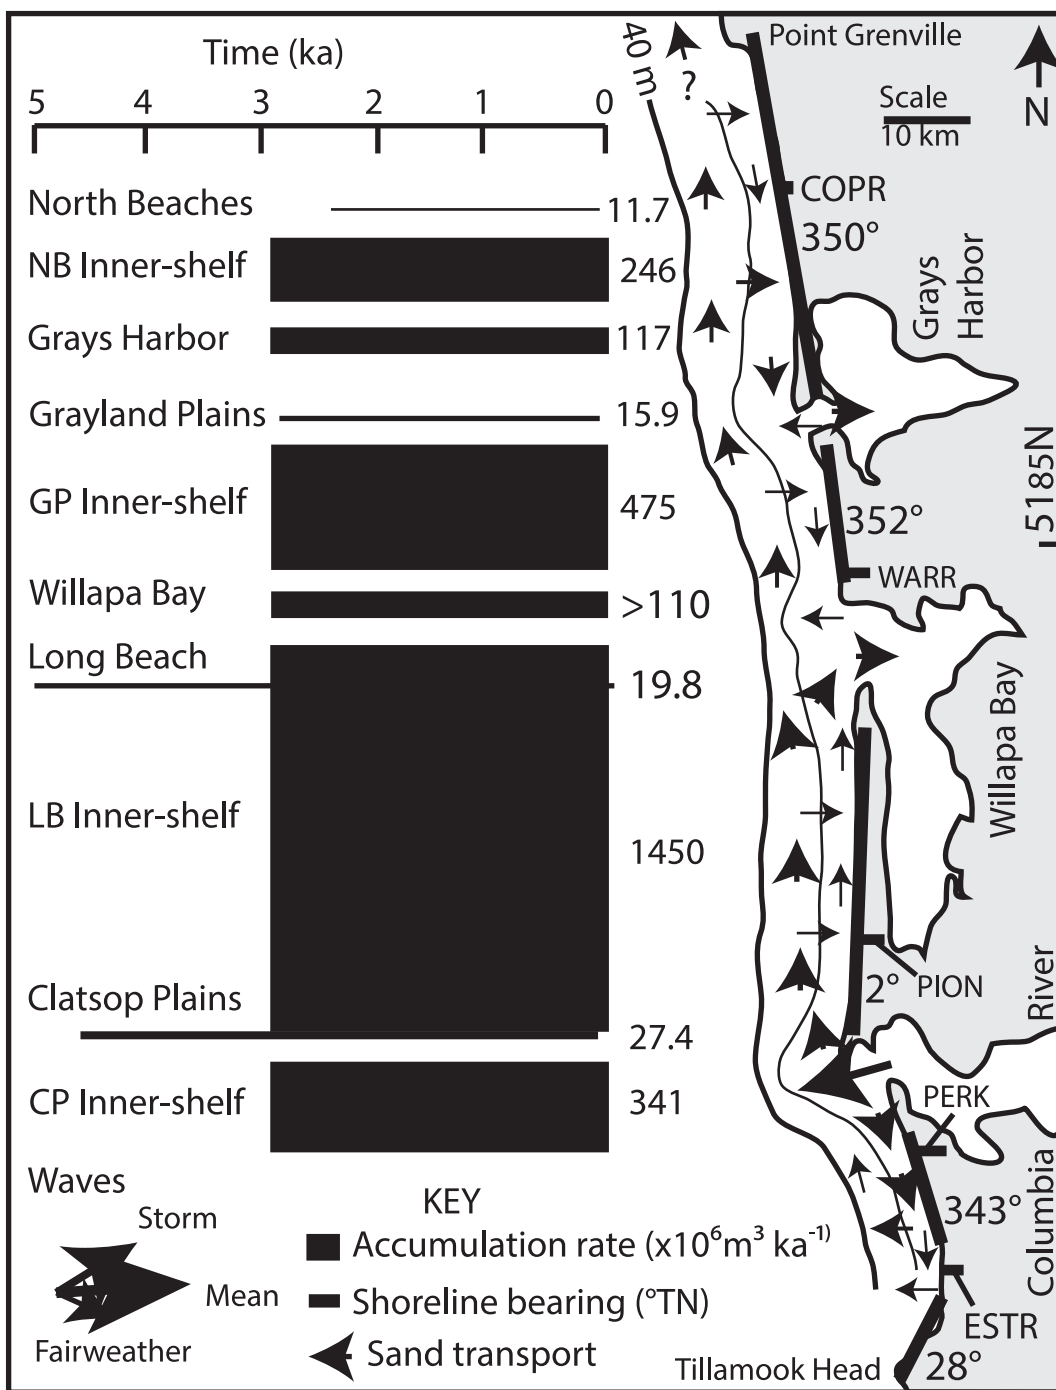 Time (ka)
5 4 3 2 1 0
North Beaches 11.7
NB Inner-shelf 246
Grays Harbor 117
Grayland Plains 15.9
GP Inner-shelf 475
Willapa Bay >110
Long Beach 19.8
LB Inner-shelf 1450
Clatsop Plains 27.4
CP Inner-shelf 341
Waves
Storm
Mean
Fairweather
KEY
Accumulation rate (x10⁶m³ ka⁻¹)
Shoreline bearing (°TN)
Sand transport
40 m
?
Point Grenville
Scale
10 km
N
COPR
350°
Grays
Harbor
5185N
352°
WARR
Willapa Bay
2°
PION
River
PERK
343°
Columbia
ESTR
28°
Tillamook Head